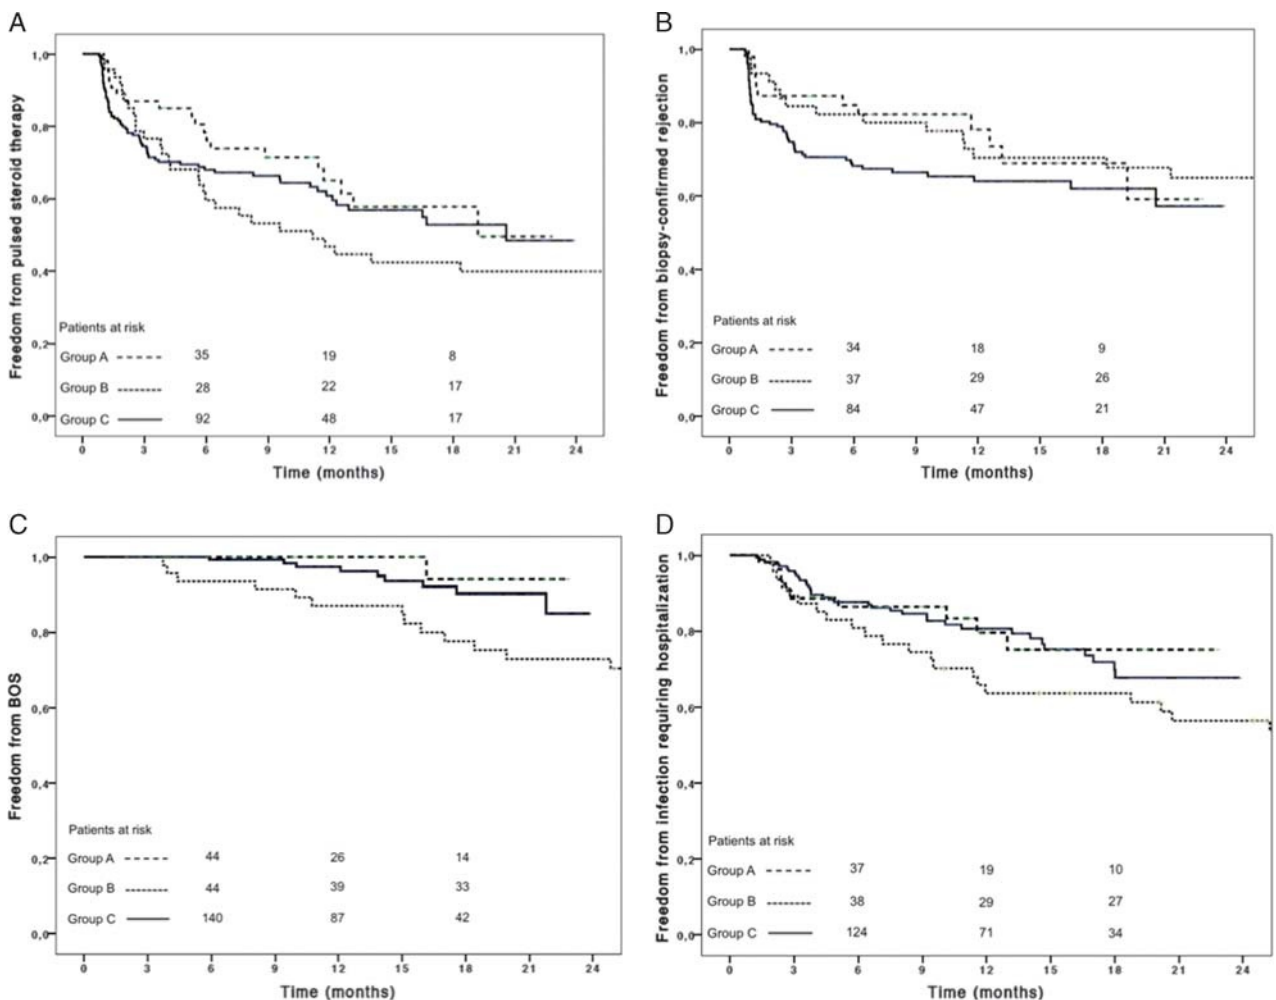 A
Freedom from pulsed steroid therapy
1,0
0,8
0,6
0,4
0,2
0,0
Patients at risk
Group A 35 19 8
Group B 28 22 17
Group C 92 48 17
0 3 6 9 12 15 18 21 24
Time (months)
B
Freedom from biopsy-confirmed rejection
1,0
0,8
0,6
0,4
0,2
0,0
Patients at risk
Group A 34 18 9
Group B 37 29 26
Group C 84 47 21
0 3 6 9 12 15 18 21 24
Time (months)
C
Freedom from BOS
1,0
0,8
0,6
0,4
0,2
0,0
Patients at risk
Group A 44 26 14
Group B 44 39 33
Group C 140 87 42
0 3 6 9 12 15 18 21 24
Time (months)
D
Freedom from infection requiring hospitalization
1,0
0,8
0,6
0,4
0,2
0,0
Patients at risk
Group A 37 19 10
Group B 38 29 27
Group C 124 71 34
0 3 6 9 12 15 18 21 24
Time (months)